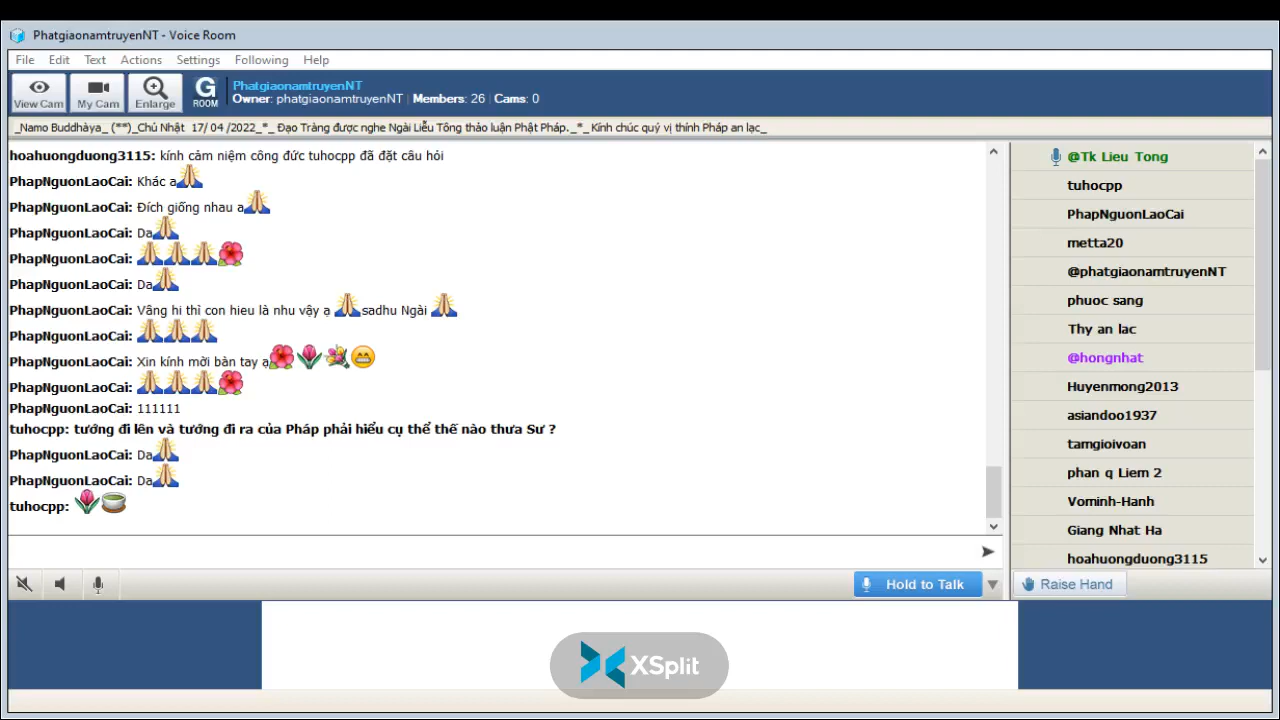 PhatgiaonamtruyenNT - Voice Room
File Edit Text Actions Settings Following Help
View Cam
My Cam
Enlarge
G ROOM
PhatgiaonamtruyenNT
Owner: phatgiaonamtruyenNT | Members: 26 | Cams: 0
_Namo Buddhàya_ (**)_Chủ Nhật 17/ 04 /2022_*_ Đạo Tràng được nghe Ngài Liễu Tông thảo luận Phật Pháp._*_ Kính chúc quý vị thính Pháp an lạc_
hoahuongduong3115: kính cảm niệm công đức tuhocpp đã đặt câu hỏi
PhapNguonLaoCai: Khác a
PhapNguonLaoCai: Đích giống nhau a
PhapNguonLaoCai: Da
PhapNguonLaoCai:
PhapNguonLaoCai: Da
PhapNguonLaoCai: Vâng hi thì con hieu là nhu vậy ạ sadhu Ngài
PhapNguonLaoCai:
PhapNguonLaoCai: Xin kính mời bàn tay ạ
PhapNguonLaoCai:
PhapNguonLaoCai: 111111
tuhocpp: tướng đi lên và tướng đi ra của Pháp phải hiểu cụ thể thế nào thưa Sư ?
PhapNguonLaoCai: Da
PhapNguonLaoCai: Da
tuhocpp:
Hold to Talk
@Tk Lieu Tong
tuhocpp
PhapNguonLaoCai
metta20
@phatgiaonamtruyenNT
phuoc sang
Thy an lac
@hongnhat
Huyenmong2013
asiandoo1937
tamgioivoan
phan q Liem 2
Vominh-Hanh
Giang Nhat Ha
hoahuongduong3115
Raise Hand
XSplit